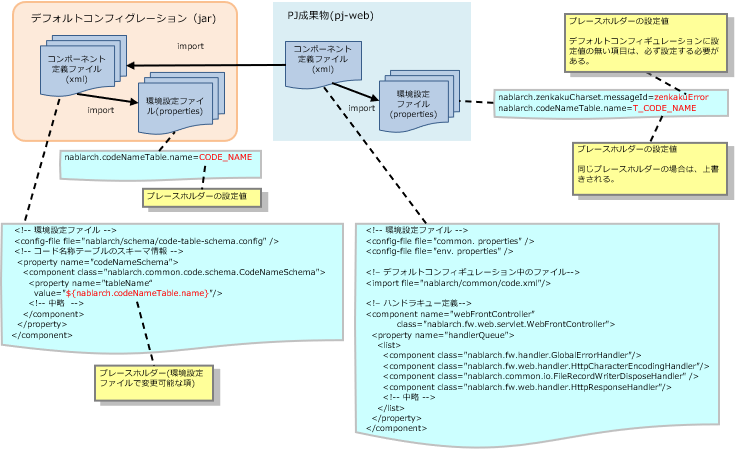 デフォルトコンフィグレーション（jar）
コンポーネント
定義ファイル
(xml)
import
import
環境設定ファイ
ル(properties)
PJ成果物(pj-web)
コンポーネント
定義ファイル
(xml)
import
環境設定
ファイル
(properties)
プレースホルダーの設定値
デフォルトコンフィギュレーションに設
定値の無い項目は、必ず設定する必要が
ある。
nablarch.zenkakuCharset.messageId=zenkakuError
nablarch.codeNameTable.name=T_CODE_NAME
プレースホルダーの設定値
同じプレースホルダーの場合は、上書
きされる。
nablarch.codeNameTable.name=CODE_NAME
プレースホルダーの設定値
<!-- 環境設定ファイル -->
<config-file file="nablarch/schema/code-table-schema.config" />
<!-- コード名称テーブルのスキーマ情報 -->
<property name="codeNameSchema">
<component class="nablarch.common.code.schema.CodeNameSchema">
<property name="tableName"
value="${nablarch.codeNameTable.name}"/>
<!-- 中略 -->
</component>
</property>
</component>
プレースホルダー(環境設定
ファイルで変更可能な項)
<!-- 環境設定ファイル -->
<config-file file="common. properties" />
<config-file file="env. properties" />
<!– デフォルトコンフィギュレーション中のファイル-->
<import file="nablarch/common/code.xml"/>
<!– ハンドラキュー定義-->
<component name="webFrontController"
class="nablarch.fw.web.servlet.WebFrontController">
<property name="handlerQueue">
<list>
<component class="nablarch.fw.handler.GlobalErrorHandler"/>
<component class="nablarch.fw.web.handler.HttpCharacterEncodingHandler"/>
<component class="nablarch.common.io.FileRecordWriterDisposeHandler" />
<component class="nablarch.fw.web.handler.HttpResponseHandler"/>
<!-- 中略 -->
</list>
</property>
</component>